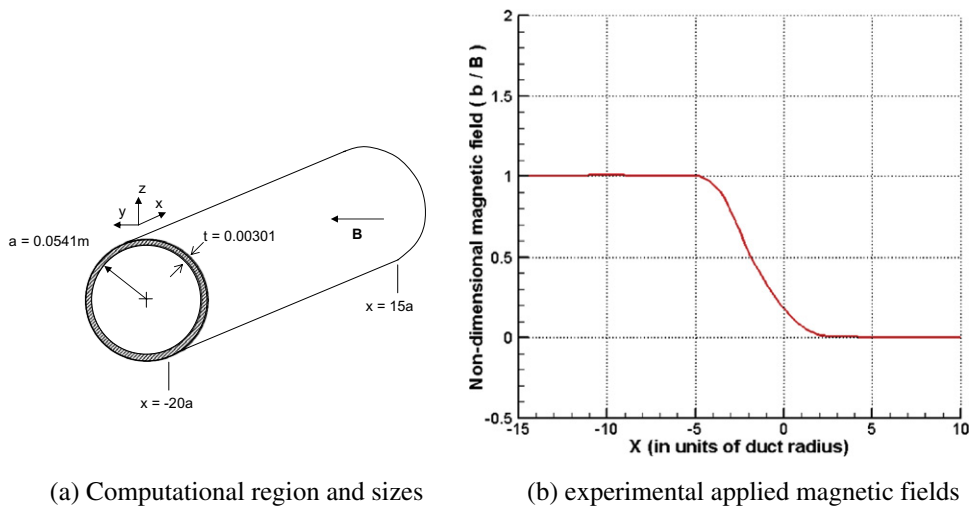 z
y
x
a = 0.0541m
t = 0.00301
B
x = 15a
x = -20a
(a) Computational region and sizes
Non-dimensional magnetic field ( b / B )
2
1.5
1
0.5
0
-0.5
-15
-10
-5
0
5
10
X (in units of duct radius)
(b) experimental applied magnetic fields